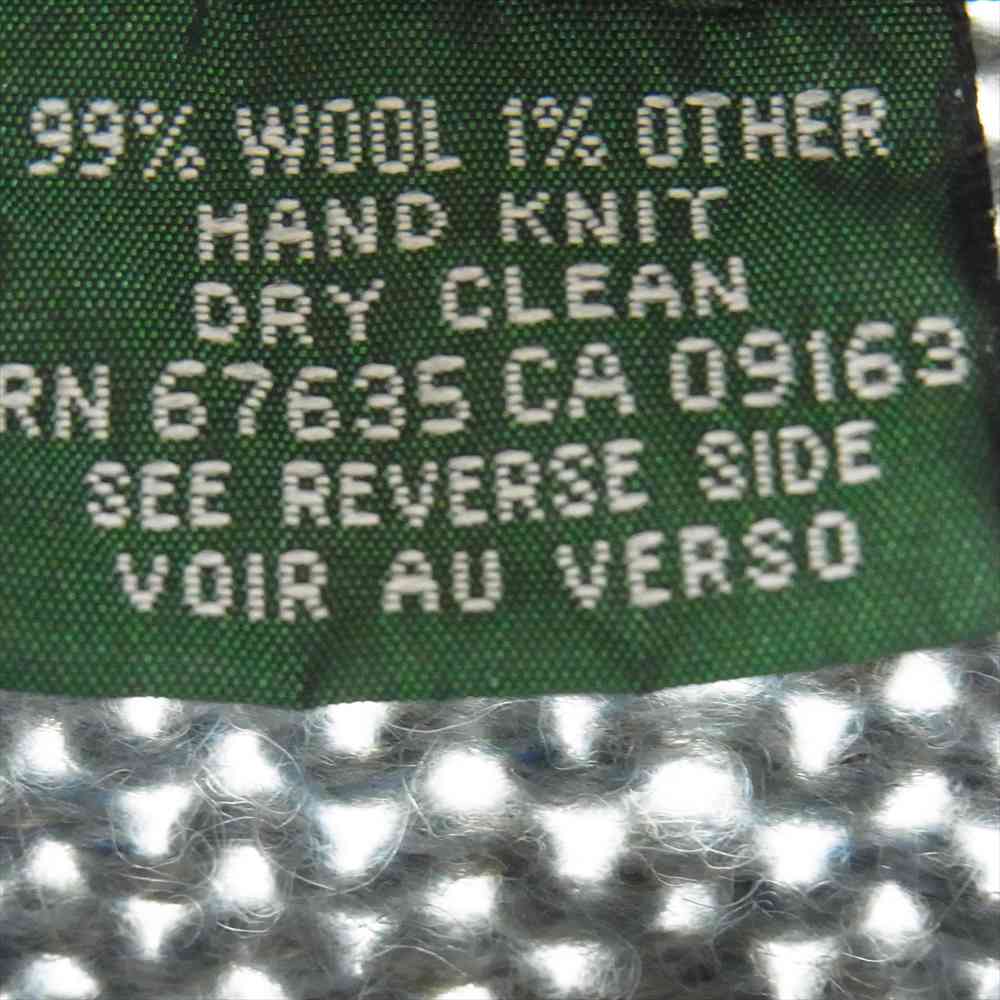 99% WOOL 1% OTHER
HAND KNIT
DRY CLEAN
RN 67635 CA 09163
SEE REVERSE SIDE
VOIR AU VERSO